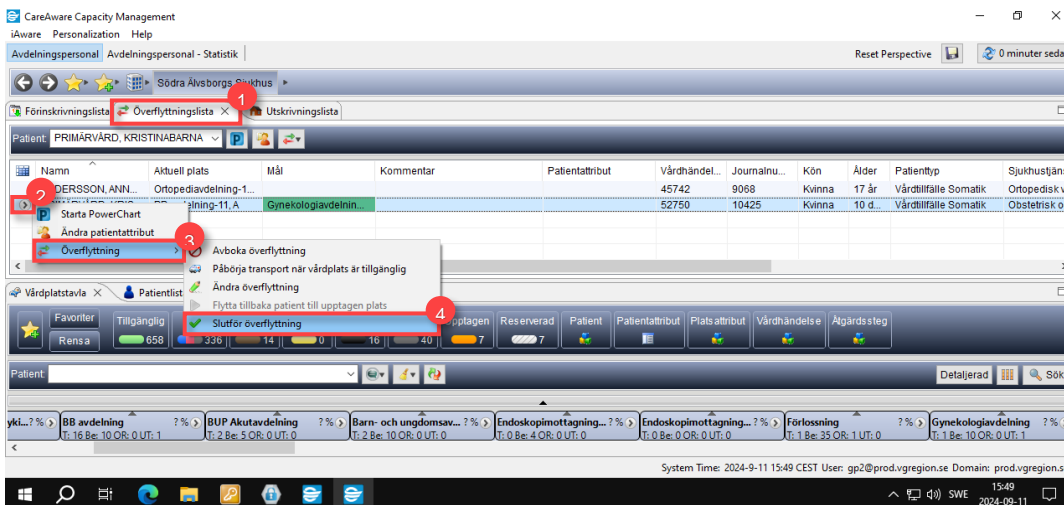 CareAware Capacity Management
iAware Personalization Help
Avdelningspersonal Avdelningspersonal - Statistik Reset Perspective 0 minuter seda
Södra Älvsborgs Sjukhus
1
Förinskrivningslista Överflyttningslista Utskrivningslista
Patient: PRIMÄRVÅRD, KRISTINABARNA P
Namn Aktuell plats Mål Kommentar Patientattribut Vårdhändel... Journalnu... Kön Ålder Patienttyp Sjukhustjäns
DERSSON, ANN... Ortopediavdelning-1... 45742 9068 Kvinna 17 år Vårdtillfälle Somatik Ortopedisk v
2
elning-11, A Gynekologiavdelnin... 52750 10425 Kvinna 10 d... Vårdtillfälle Somatik Obstetrisk o
P Starta PowerChart
Ändra patientattribut
3
Överflyttning
Avboka överflyttning
Påbörja transport när vårdplats är tillgänglig
Ändra överflyttning
Flytta tillbaka patient till upptagen plats
4
Slutför överflyttning
Vårdplatstavla Patientlist
Favoriter Tillgänglig pptagen Reserverad Patient Patientattribut Platsattribut Vårdhändelse Åtgärdssteg
Rensa 658 336 14 0 16 40 7 7
Patient: Detaljerad Sök
yki... ? % BB avdelning ? % BUP Akutavdelning ? % Barn- och ungdomsav... ? % Endoskopimottagning... ? % Endoskopimottagning... ? % Förlossning ? % Gynekologiavdelning ? %
T: 16 Be: 10 OR: 0 UT: 1 T: 2 Be: 5 OR: 0 UT: 0 T: 2 Be: 10 OR: 0 UT: 0 T: 0 Be: 4 OR: 0 UT: 0 T: 0 Be: 0 OR: 0 UT: 0 T: 1 Be: 35 OR: 1 UT: 0 T: 1 Be: 10 OR: 0 UT: 1
System Time: 2024-9-11 15:49 CEST User: gp2@prod.vgregion.se Domain: prod.vgregion.s
SWE 15:49
2024-09-11